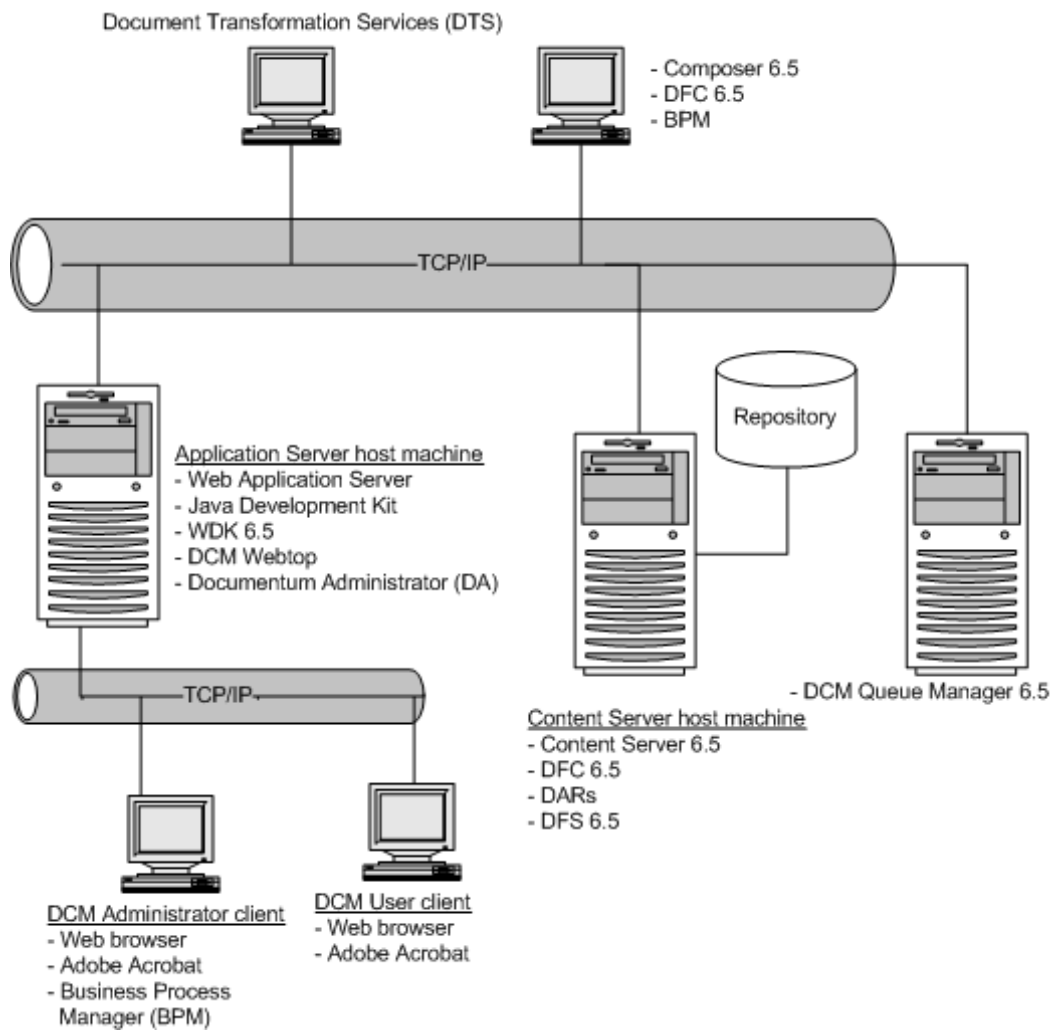 Document Transformation Services (DTS)
- Composer 6.5
- DFC 6.5
- BPM
TCP/IP
Repository
Application Server host machine
- Web Application Server
- Java Development Kit
- WDK 6.5
- DCM Webtop
- Documentum Administrator (DA)
TCP/IP
- DCM Queue Manager 6.5
Content Server host machine
- Content Server 6.5
- DFC 6.5
- DARs
- DFS 6.5
DCM Administrator client
- Web browser
- Adobe Acrobat
- Business Process
Manager (BPM)
DCM User client
- Web browser
- Adobe Acrobat